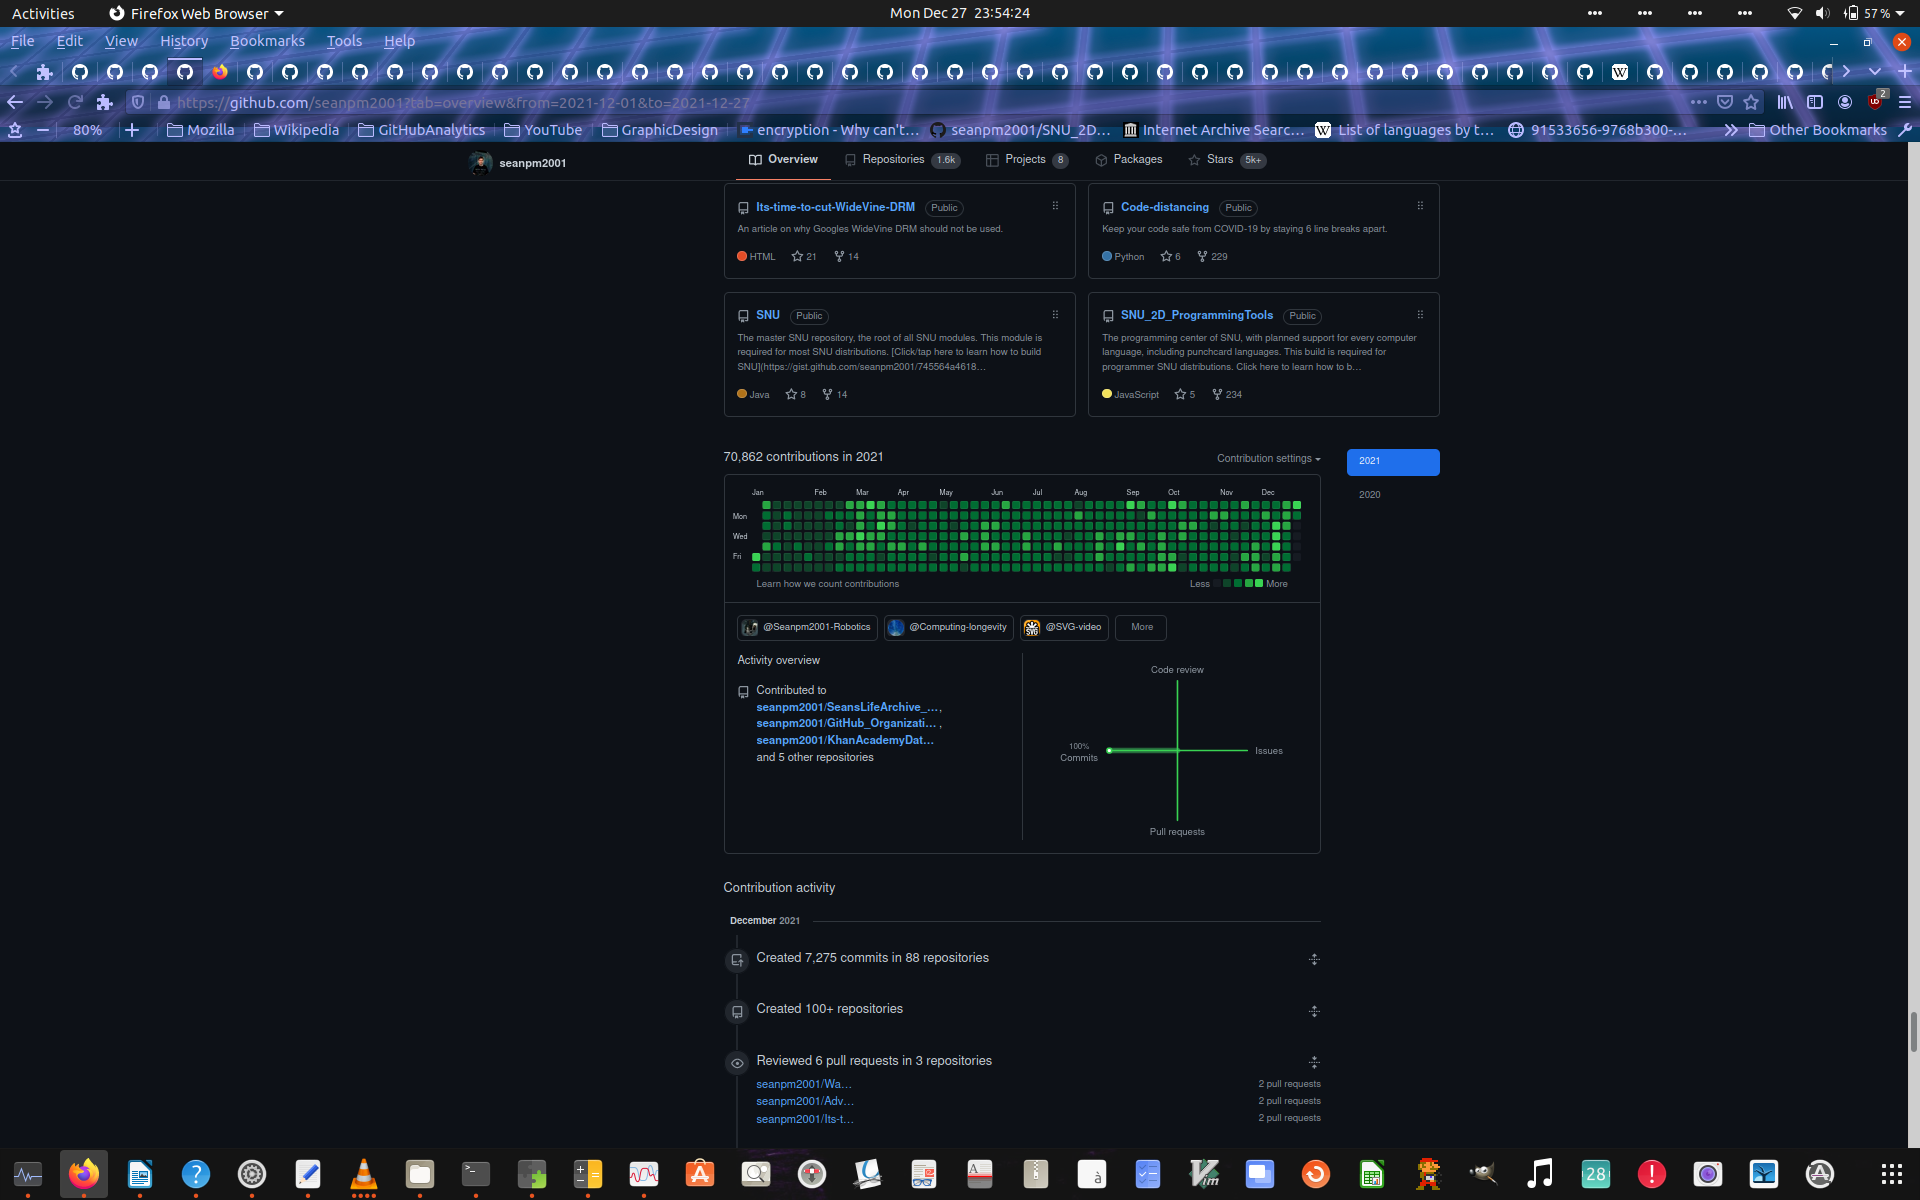 Activities
Firefox Web Browser
Mon Dec 27 23:54:24
57 %
File Edit View History Bookmarks Tools Help
https://github.com/seanpm2001?tab=overview&from=2021-12-01&to=2021-12-27
2
80%
Mozilla
Wikipedia
GitHubAnalytics
YouTube
GraphicDesign
encryption - Why can't…
seanpm2001/SNU_2D…
Internet Archive Searc…
List of languages by t…
91533656-9768b300-…
Other Bookmarks
seanpm2001
Overview
Repositories 1.6k
Projects 8
Packages
Stars 5k+
Its-time-to-cut-WideVine-DRM Public
An article on why Googles WideVine DRM should not be used.
HTML 21 14
Code-distancing Public
Keep your code safe from COVID-19 by staying 6 line breaks apart.
Python 6 229
SNU Public
The master SNU repository, the root of all SNU modules. This module is
required for most SNU distributions. [Click/tap here to learn how to build
SNU](https://gist.github.com/seanpm2001/745564a4618…
Java 8 14
SNU_2D_ProgrammingTools Public
The programming center of SNU, with planned support for every computer
language, including punchcard languages. This build is required for
programmer SNU distributions. Click here to learn how to b…
JavaScript 5 234
70,862 contributions in 2021
Contribution settings
2021
2020
Jan Feb Mar Apr May Jun Jul Aug Sep Oct Nov Dec
Mon
Wed
Fri
Learn how we count contributions
Less More
@Seanpm2001-Robotics
@Computing-longevity
SVG
@SVG-video
More
Activity overview
Contributed to
seanpm2001/SeansLifeArchive_…,
seanpm2001/GitHub_Organizati… ,
seanpm2001/KhanAcademyDat…
and 5 other repositories
Code review
100%
Commits
Issues
Pull requests
Contribution activity
December 2021
Created 7,275 commits in 88 repositories
Created 100+ repositories
Reviewed 6 pull requests in 3 repositories
seanpm2001/Wa… 2 pull requests
seanpm2001/Adv… 2 pull requests
seanpm2001/Its-t… 2 pull requests
28